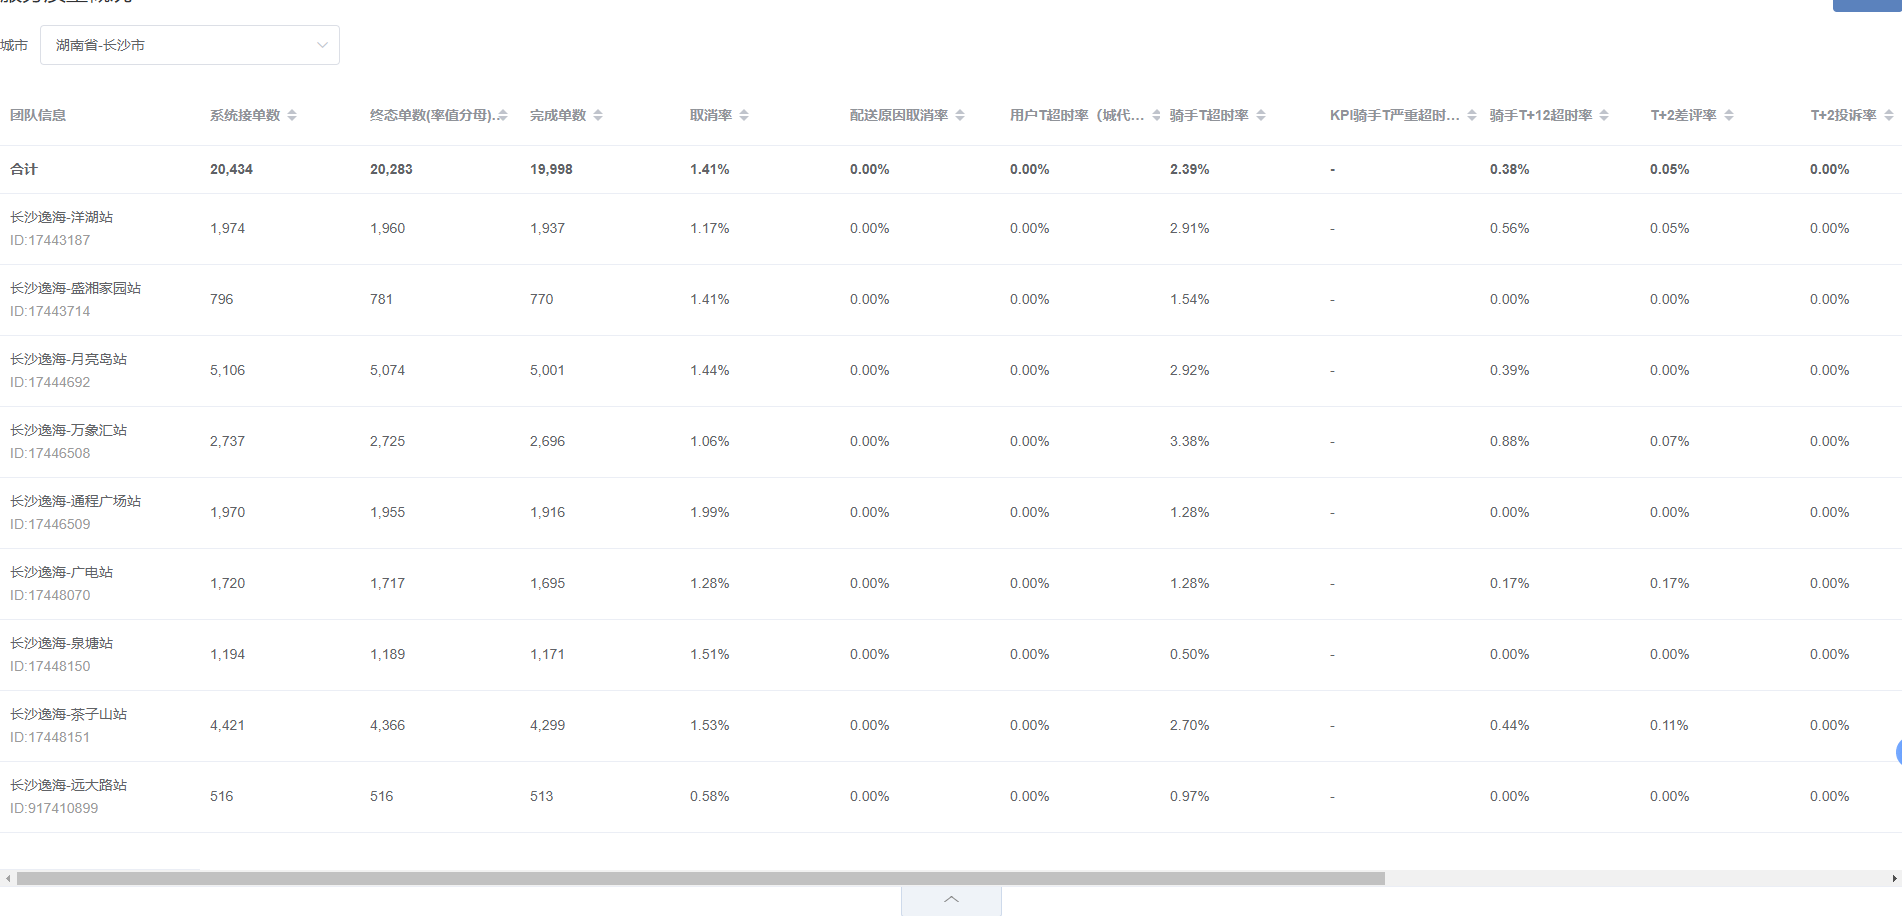 城市 湖南省-长沙市
团队信息 系统接单数 终态单数(率值分母)... 完成单数 取消率 配送原因取消率 用户T超时率（城代... 骑手T超时率 KPI骑手T严重超时... 骑手T+12超时率 T+2差评率 T+2投诉率
合计 20,434 20,283 19,998 1.41% 0.00% 0.00% 2.39% - 0.38% 0.05% 0.00%
长沙逸海-洋湖站
ID:17443187
1,974 1,960 1,937 1.17% 0.00% 0.00% 2.91% - 0.56% 0.05% 0.00%
长沙逸海-盛湘家园站
ID:17443714
796 781 770 1.41% 0.00% 0.00% 1.54% - 0.00% 0.00% 0.00%
长沙逸海-月亮岛站
ID:17444692
5,106 5,074 5,001 1.44% 0.00% 0.00% 2.92% - 0.39% 0.00% 0.00%
长沙逸海-万象汇站
ID:17446508
2,737 2,725 2,696 1.06% 0.00% 0.00% 3.38% - 0.88% 0.07% 0.00%
长沙逸海-通程广场站
ID:17446509
1,970 1,955 1,916 1.99% 0.00% 0.00% 1.28% - 0.00% 0.00% 0.00%
长沙逸海-广电站
ID:17448070
1,720 1,717 1,695 1.28% 0.00% 0.00% 1.28% - 0.17% 0.17% 0.00%
长沙逸海-泉塘站
ID:17448150
1,194 1,189 1,171 1.51% 0.00% 0.00% 0.50% - 0.00% 0.00% 0.00%
长沙逸海-茶子山站
ID:17448151
4,421 4,366 4,299 1.53% 0.00% 0.00% 2.70% - 0.44% 0.11% 0.00%
长沙逸海-远大路站
ID:917410899
516 516 513 0.58% 0.00% 0.00% 0.97% - 0.00% 0.00% 0.00%